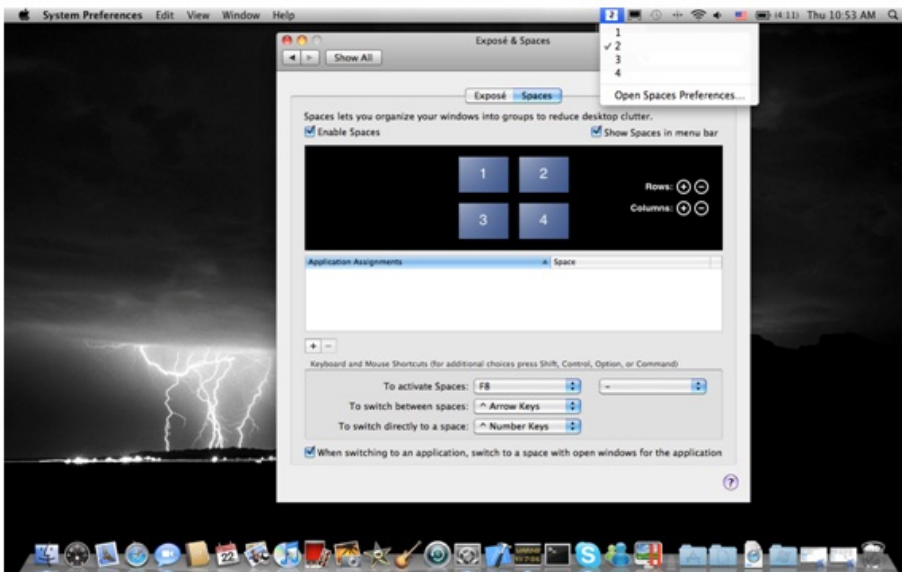 System Preferences Edit View Window Help
2 (4:11) Thu 10:53 AM
1
✓ 2
3
4
Open Spaces Preferences...
Exposé & Spaces
Show All
Exposé Spaces
Spaces lets you organize your windows into groups to reduce desktop clutter.
Enable Spaces
Show Spaces in menu bar
1 2
Rows:
3 4
Columns:
Application Assignments Space
+ −
Keyboard and Mouse Shortcuts (for additional choices press Shift, Control, Option, or Command)
To activate Spaces: F8 –
To switch between spaces: ^ Arrow Keys
To switch directly to a space: ^ Number Keys
When switching to an application, switch to a space with open windows for the application
?
22